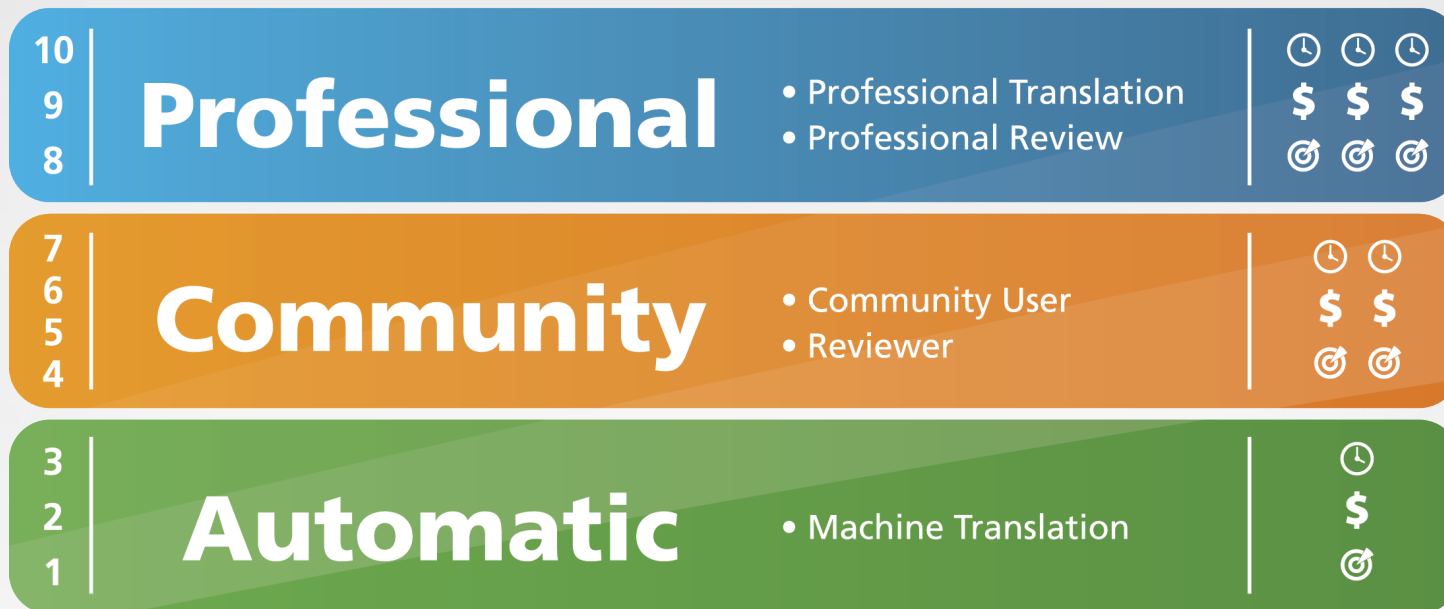 10
9
8
Professional
• Professional Translation
• Professional Review
$ $ $
7
6
5
4
Community
• Community User
• Reviewer
$ $
3
2
1
Automatic
• Machine Translation
$